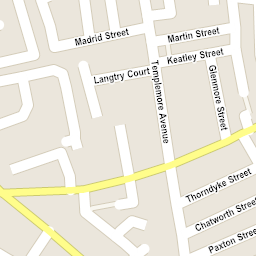 Madrid Street
Martin Street
Keatley Street
Langtry Court
Templemore Avenue
Glenmore Street
Thorndyke Street
Chatworth Street
Paxton Street